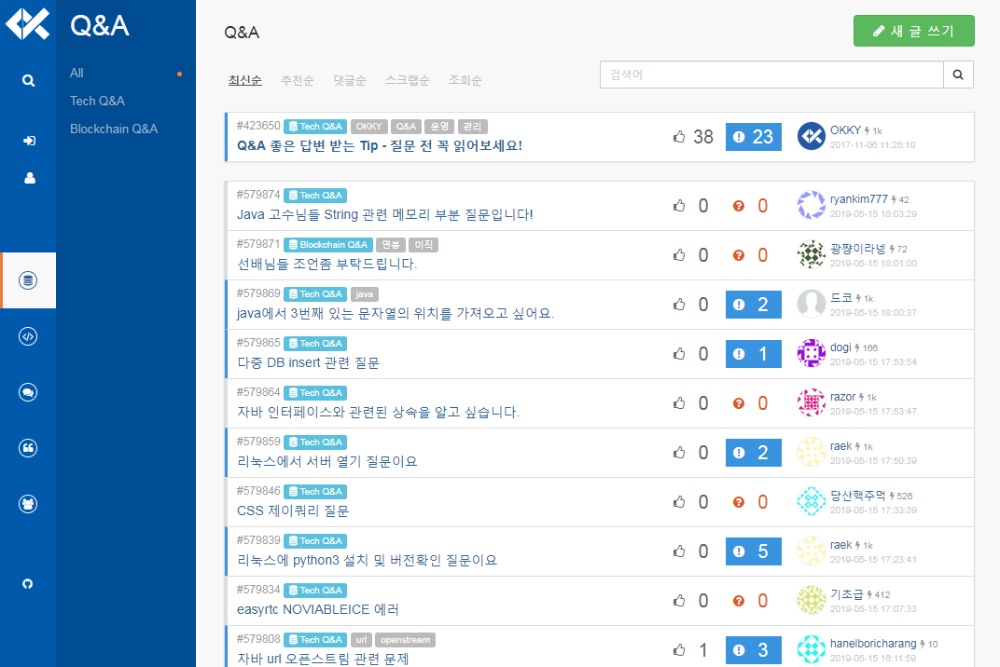 Q&A
All
Tech Q&A
Blockchain Q&A
Q&A
새 글 쓰기
최신순 추천순 댓글순 스크랩순 조회순
검색어
#423650 Tech Q&A OKKY Q&A 운영 관리
Q&A 좋은 답변 받는 Tip - 질문 전 꼭 읽어보세요!
38 23
OKKY 1k
2017-11-06 11:25:10
#579874 Tech Q&A
Java 고수님들 String 관련 메모리 부분 질문입니다!
0 0
ryankim777 42
2019-05-15 18:03:29
#579871 Blockchain Q&A 연봉 이직
선배님들 조언좀 부탁드립니다.
0 0
광쨩이라넹 72
2019-05-15 18:01:00
#579869 Tech Q&A java
java에서 3번째 있는 문자열의 위치를 가져오고 싶어요.
0 2
드코 1k
2019-05-15 18:00:37
#579865 Tech Q&A
다중 DB insert 관련 질문
0 1
dogi 166
2019-05-15 17:53:54
#579864 Tech Q&A
자바 인터페이스와 관련된 상속을 알고 싶습니다.
0 0
razor 1k
2019-05-15 17:53:47
#579859 Tech Q&A
리눅스에서 서버 열기 질문이요
0 2
raek 1k
2019-05-15 17:50:39
#579846 Tech Q&A
CSS 제이쿼리 질문
0 0
당산핵주먹 526
2019-05-15 17:33:39
#579839 Tech Q&A
리눅스에 python3 설치 및 버전확인 질문이요
0 5
raek 1k
2019-05-15 17:23:41
#579834 Tech Q&A
easyrtc NOVIABLEICE 에러
0 0
기초급 412
2019-05-15 17:07:33
#579808 Tech Q&A url openstream
자바 url 오픈스트림 관련 문제
1 3
hanelboricharang 10
2019-05-15 16:11:59